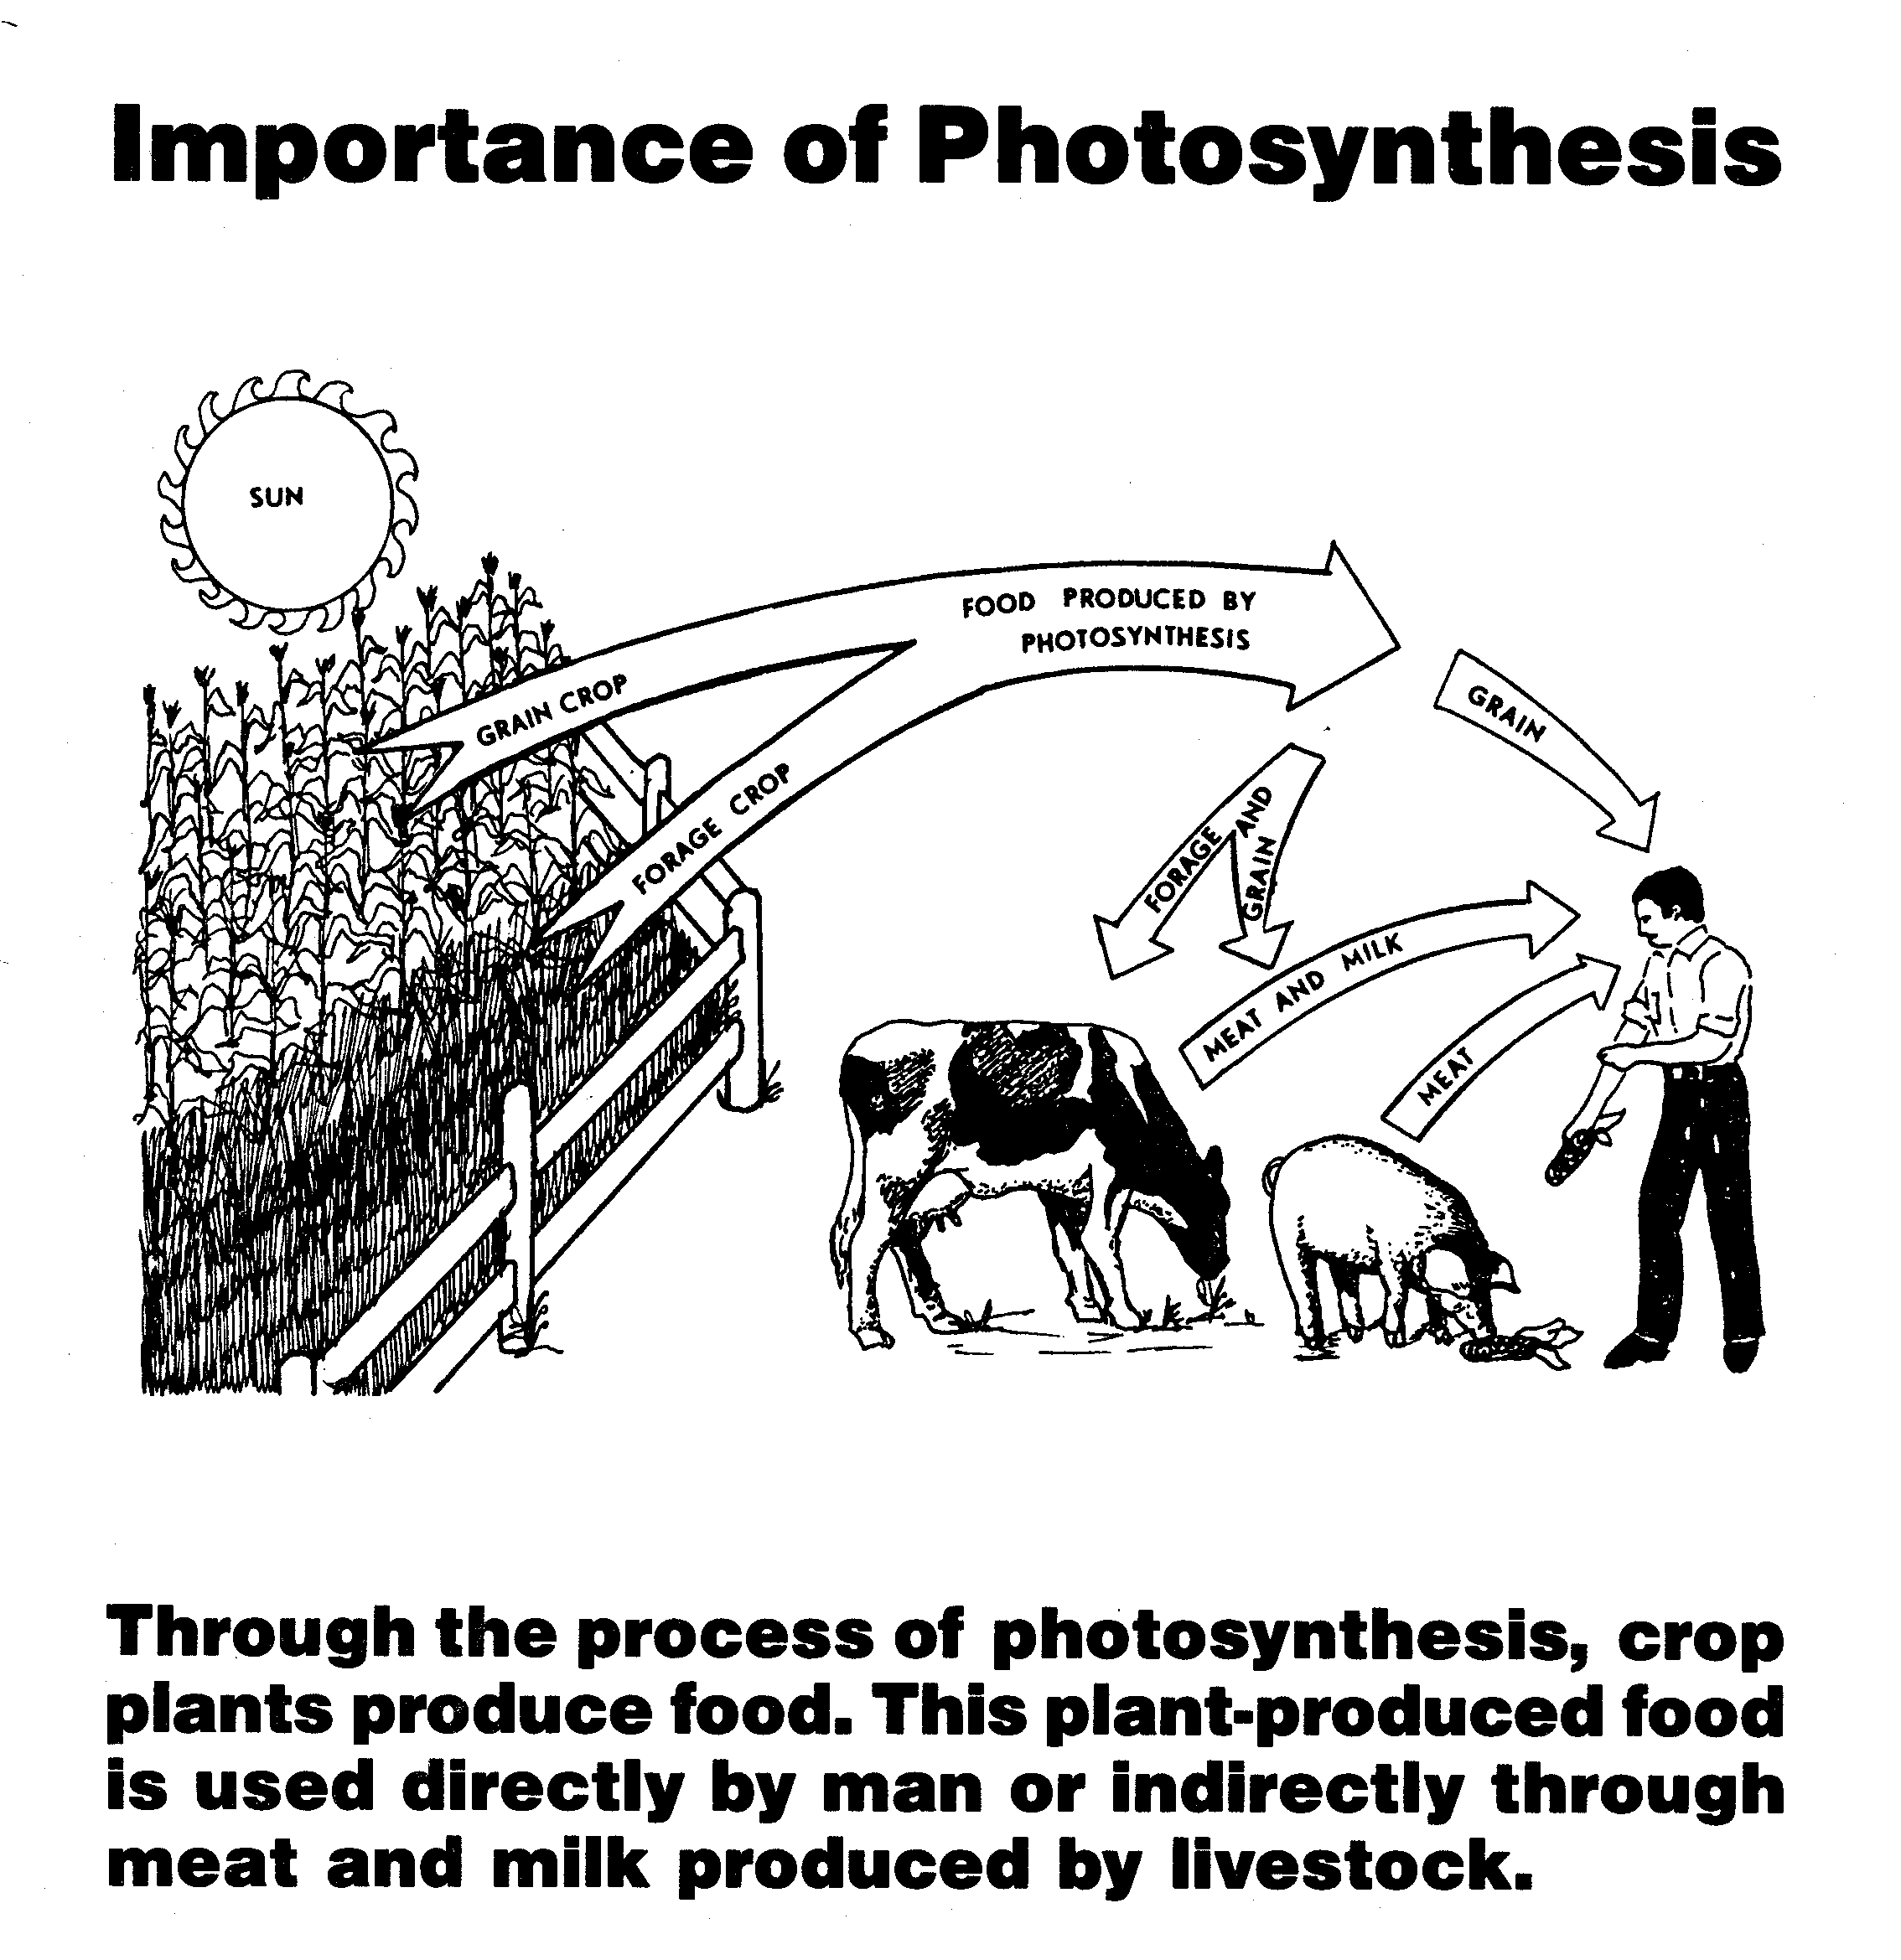 Importance of Photosynthesis
SUN
FOOD PRODUCED BY
PHOTOSYNTHESIS
GRAIN CROP
FORAGE CROP
GRAIN
FORAGE AND
GRAIN
MEAT AND MILK
MEAT
Through the process of photosynthesis, crop
plants produce food. This plant-produced food
is used directly by man or indirectly through
meat and milk produced by livestock.